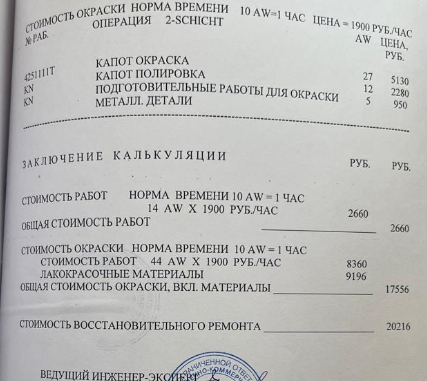 СТОИМОСТЬ ОКРАСКИ НОРМА ВРЕМЕНИ 10 AW=1 ЧАС ЦЕНА = 1900 РУБ./ЧАС
№ РАБ. ОПЕРАЦИЯ 2-SCHICHT AW ЦЕНА,
РУБ.
КАПОТ ОКРАСКА
4251111T КАПОТ ПОЛИРОВКА 27 5130
KN ПОДГОТОВИТЕЛЬНЫЕ РАБОТЫ ДЛЯ ОКРАСКИ 12 2280
KN МЕТАЛЛ. ДЕТАЛИ 5 950
ЗАКЛЮЧЕНИЕ КАЛЬКУЛЯЦИИ РУБ. РУБ.
СТОИМОСТЬ РАБОТ НОРМА ВРЕМЕНИ 10 AW = 1 ЧАС
14 AW X 1900 РУБ./ЧАС 2660
ОБЩАЯ СТОИМОСТЬ РАБОТ 2660
СТОИМОСТЬ ОКРАСКИ НОРМА ВРЕМЕНИ 10 AW = 1 ЧАС
СТОИМОСТЬ РАБОТ 44 AW X 1900 РУБ./ЧАС 8360
ЛАКОКРАСОЧНЫЕ МАТЕРИАЛЫ 9196
ОБЩАЯ СТОИМОСТЬ ОКРАСКИ, ВКЛ. МАТЕРИАЛЫ 17556
СТОИМОСТЬ ВОССТАНОВИТЕЛЬНОГО РЕМОНТА 20216
ВЕДУЩИЙ ИНЖЕНЕР-ЭКСПЕРТ